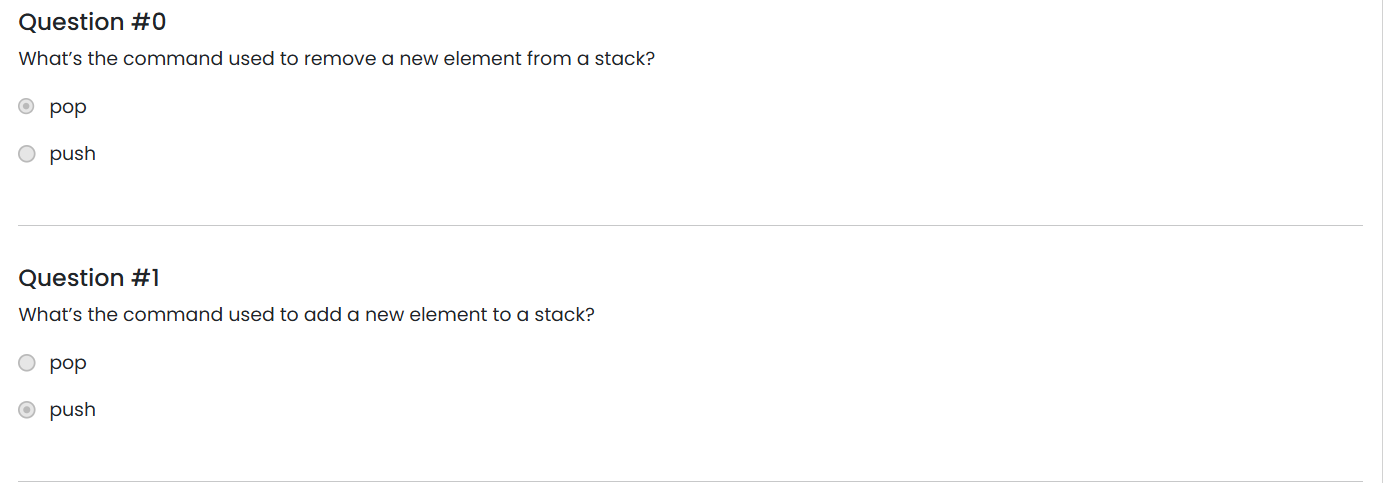 Question #0
What’s the command used to remove a new element from a stack?
pop
push
Question #1
What’s the command used to add a new element to a stack?
pop
push